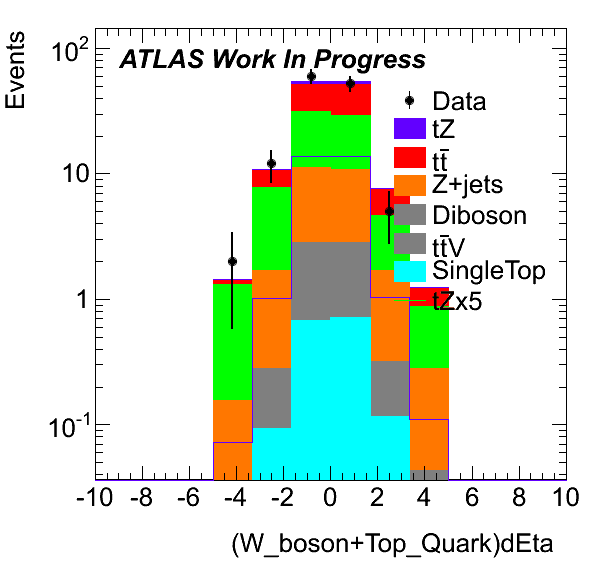 Events
10²
10
1
10⁻¹
ATLAS Work In Progress
Data
tZ
tt̄
Z+jets
Diboson
tt̄V
SingleTop
tZx5
-10 -8 -6 -4 -2 0 2 4 6 8 10
(W_boson+Top_Quark)dEta